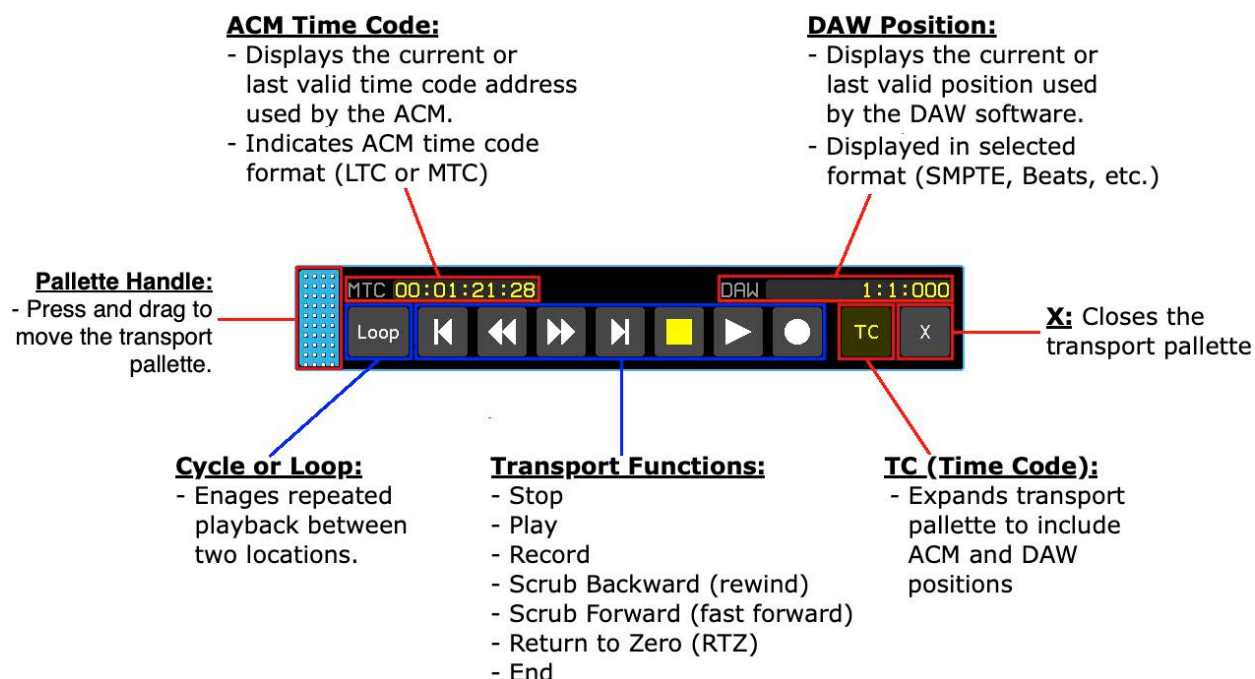 ACM Time Code:
- Displays the current or
last valid time code address
used by the ACM.
- Indicates ACM time code
format (LTC or MTC)
DAW Position:
- Displays the current or
last valid position used
by the DAW software.
- Displayed in selected
format (SMPTE, Beats, etc.)
Pallette Handle:
- Press and drag to
move the transport
pallette.
MTC 00:01:21:28
DAW 1:1:000
Loop
TC
X
X: Closes the
transport pallette
Cycle or Loop:
- Enages repeated
playback between
two locations.
Transport Functions:
- Stop
- Play
- Record
- Scrub Backward (rewind)
- Scrub Forward (fast forward)
- Return to Zero (RTZ)
- End
TC (Time Code):
- Expands transport
pallette to include
ACM and DAW
positions